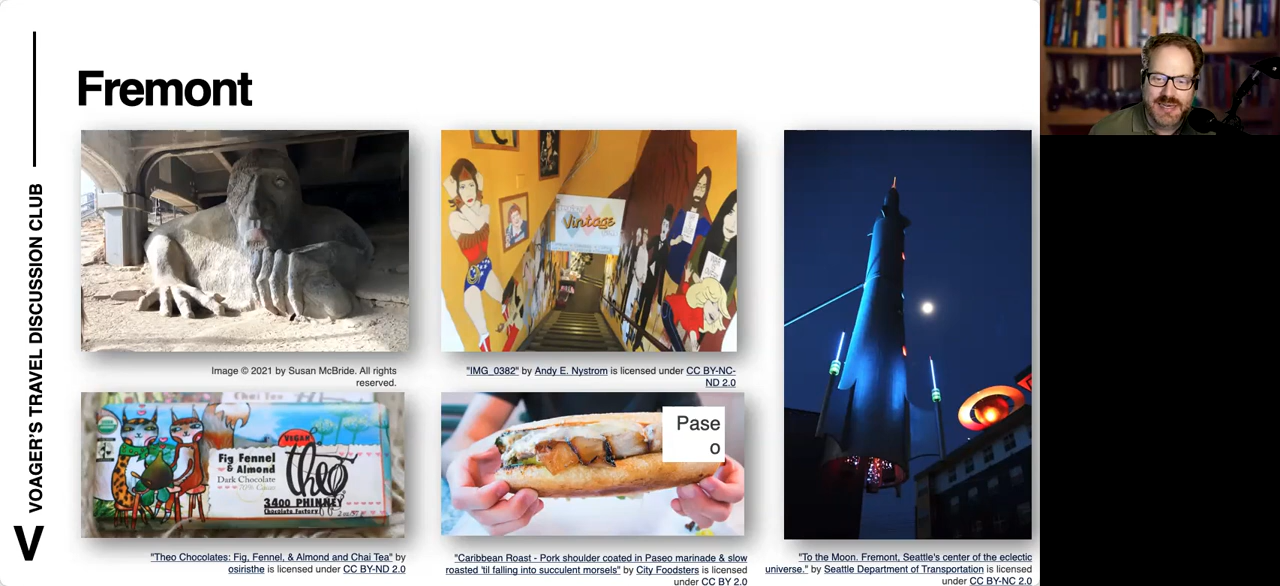 Fremont
VOAGER'S TRAVEL DISCUSSION CLUB
V
Image © 2021 by Susan McBride. All rights
reserved.
Vintage
"IMG_0382" by Andy E. Nystrom is licensed under CC BY-NC-
ND 2.0
Chai Tea
VEGAN
Fig Fennel
& Almond
Dark Chocolate
70% Cacao
theo
3400 PHINNEY
Chocolate Factory
"Theo Chocolates: Fig, Fennel, & Almond and Chai Tea" by
osiristhe is licensed under CC BY-ND 2.0
Pase
o
"Caribbean Roast - Pork shoulder coated in Paseo marinade & slow
roasted 'til falling into succulent morsels" by City Foodsters is licensed
under CC BY 2.0
"To the Moon. Fremont, Seattle's center of the eclectic
universe." by Seattle Department of Transportation is licensed
under CC BY-NC 2.0